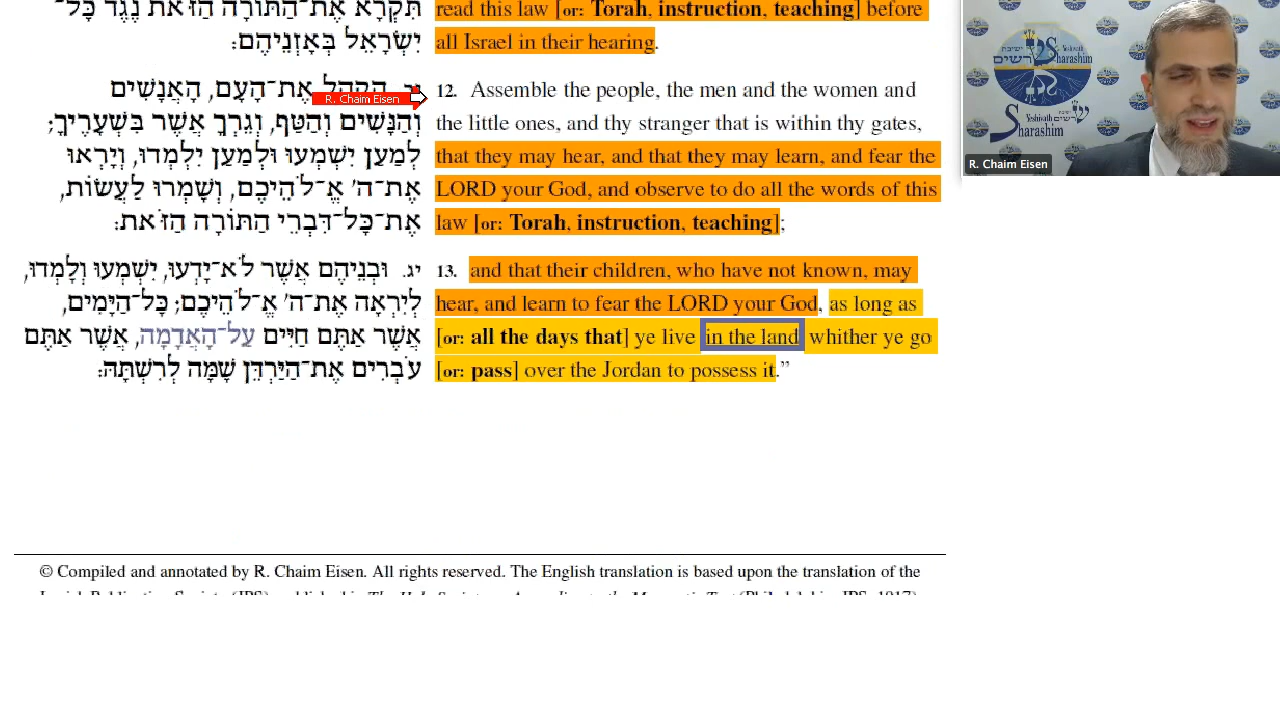 תִּקְרָא אֶת־הַתּוֹרָה הַזֹּאת נֶגֶד כָּל־
יִשְׂרָאֵל בְּאָזְנֵיהֶם:
אֶת־הָעָם, הָאֲנָשִׁים
וְהַנָּשִׁים וְהַטַּף, וְגֵרְךָ אֲשֶׁר בִּשְׁעָרֶיךָ;
לְמַעַן יִשְׁמְעוּ וּלְמַעַן יִלְמְדוּ, וְיָרְאוּ
אֶת־ה' אֱ־לֹהֵיכֶם, וְשָׁמְרוּ לַעֲשׂוֹת,
אֶת־כָּל־דִּבְרֵי הַתּוֹרָה הַזֹּאת:
יג. וּבְנֵיהֶם אֲשֶׁר לֹא־יָדְעוּ, יִשְׁמְעוּ וְלָמְדוּ,
לְיִרְאָה אֶת־ה' אֱ־לֹהֵיכֶם; כָּל־הַיָּמִים,
אֲשֶׁר אַתֶּם חַיִּים עַל־הָאֲדָמָה, אֲשֶׁר אַתֶּם
עֹבְרִים אֶת־הַיַּרְדֵּן שָׁמָּה לְרִשְׁתָּהּ:
read this law [or: Torah, instruction, teaching] before
all Israel in their hearing.
R. Chaim Eisen
12. Assemble the people, the men and the women and
the little ones, and thy stranger that is within thy gates,
that they may hear, and that they may learn, and fear the
LORD your God, and observe to do all the words of this
law [or: Torah, instruction, teaching];
13. and that their children, who have not known, may
hear, and learn to fear the LORD your God, as long as
[or: all the days that] ye live in the land whither ye go
[or: pass] over the Jordan to possess it.”
© Compiled and annotated by R. Chaim Eisen. All rights reserved. The English translation is based upon the translation of the
ישיבת
שרשים
Yeshivath
Sharashim
Yeshivath
Sharashim
R. Chaim Eisen